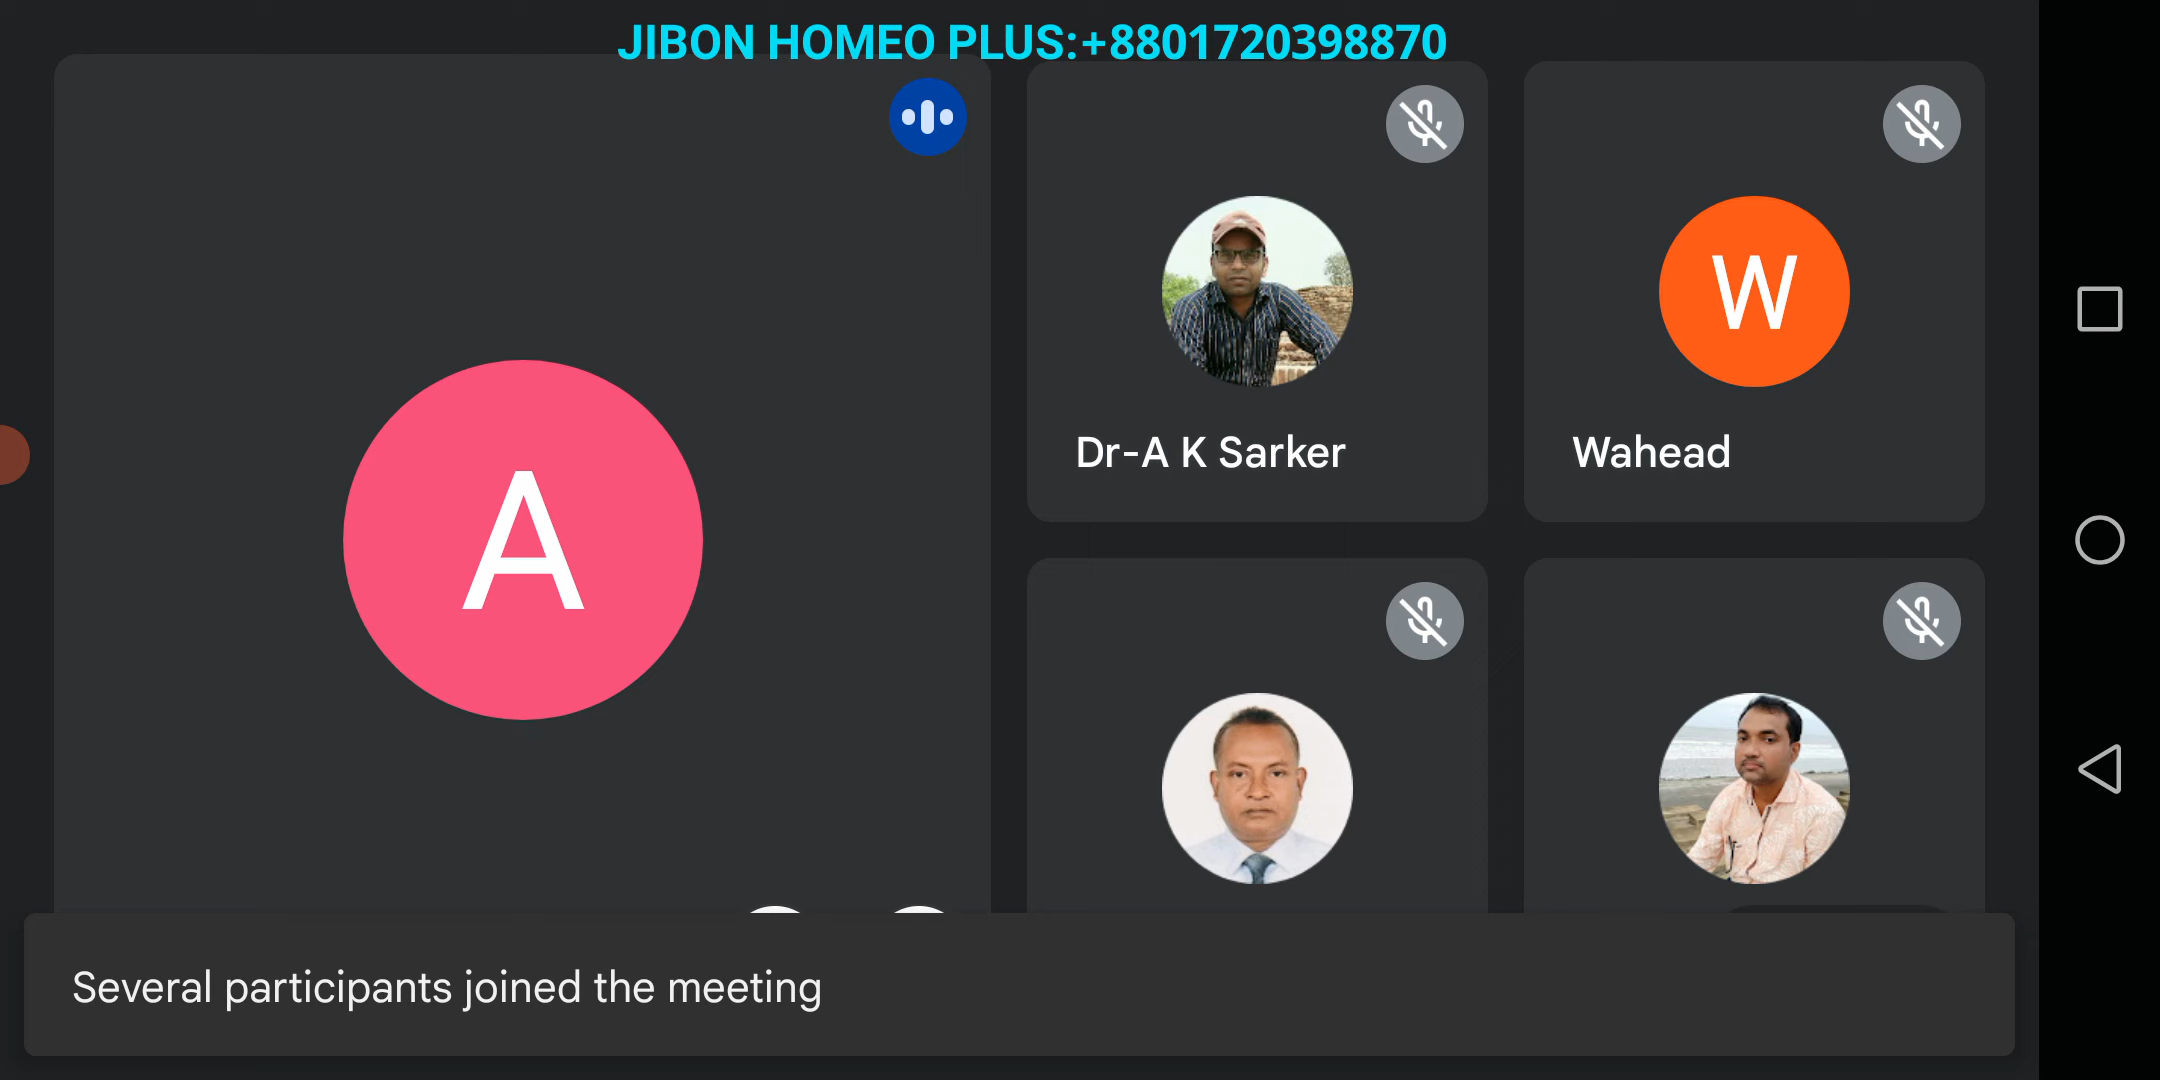 JIBON HOMEO PLUS:+8801720398870
A
Dr-A K Sarker
W
Wahead
Several participants joined the meeting